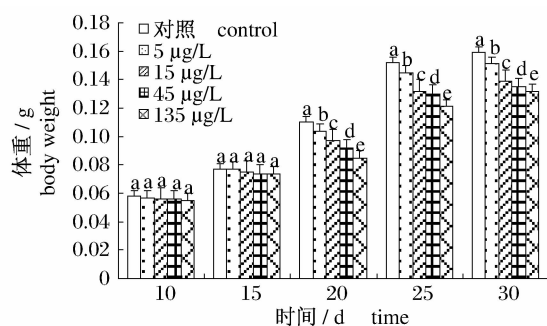 0.18
0.16
0.14
0.12
0.10
0.08
0.06
0.04
0.02
0
体重 / g
body weight
对照 control
5 μg/L
15 μg/L
45 μg/L
135 μg/L
a a a a a
a a a a a
a b c d e
a b c d e
a b c d e
10 15 20 25 30
时间 / d time